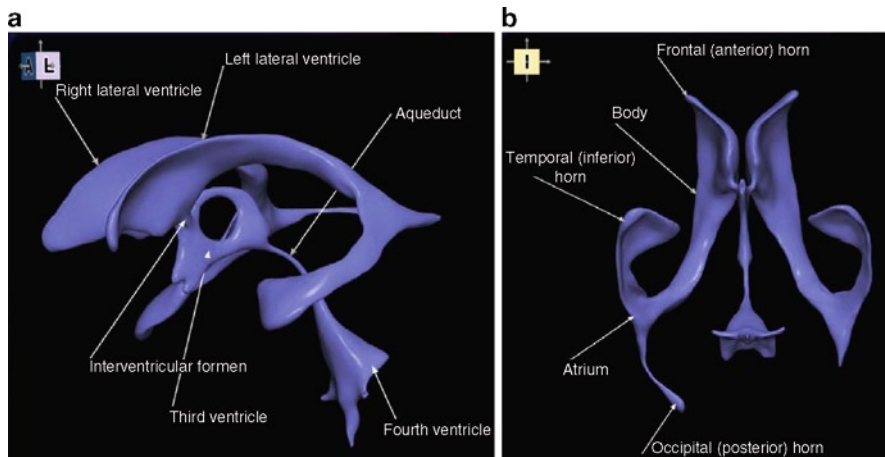 a
A L
Left lateral ventricle
Right lateral ventricle
Aqueduct
Interventricular formen
Third ventricle
Fourth ventricle
b
I
Frontal (anterior) horn
Body
Temporal (inferior)
horn
Atrium
Occipital (posterior) horn